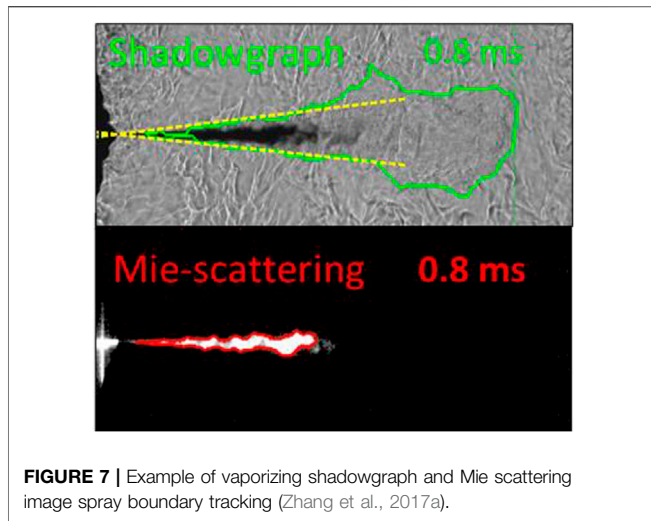 Shadowgraph 0.8 ms
Mie-scattering 0.8 ms
FIGURE 7 | Example of vaporizing shadowgraph and Mie scattering
image spray boundary tracking (Zhang et al., 2017a).